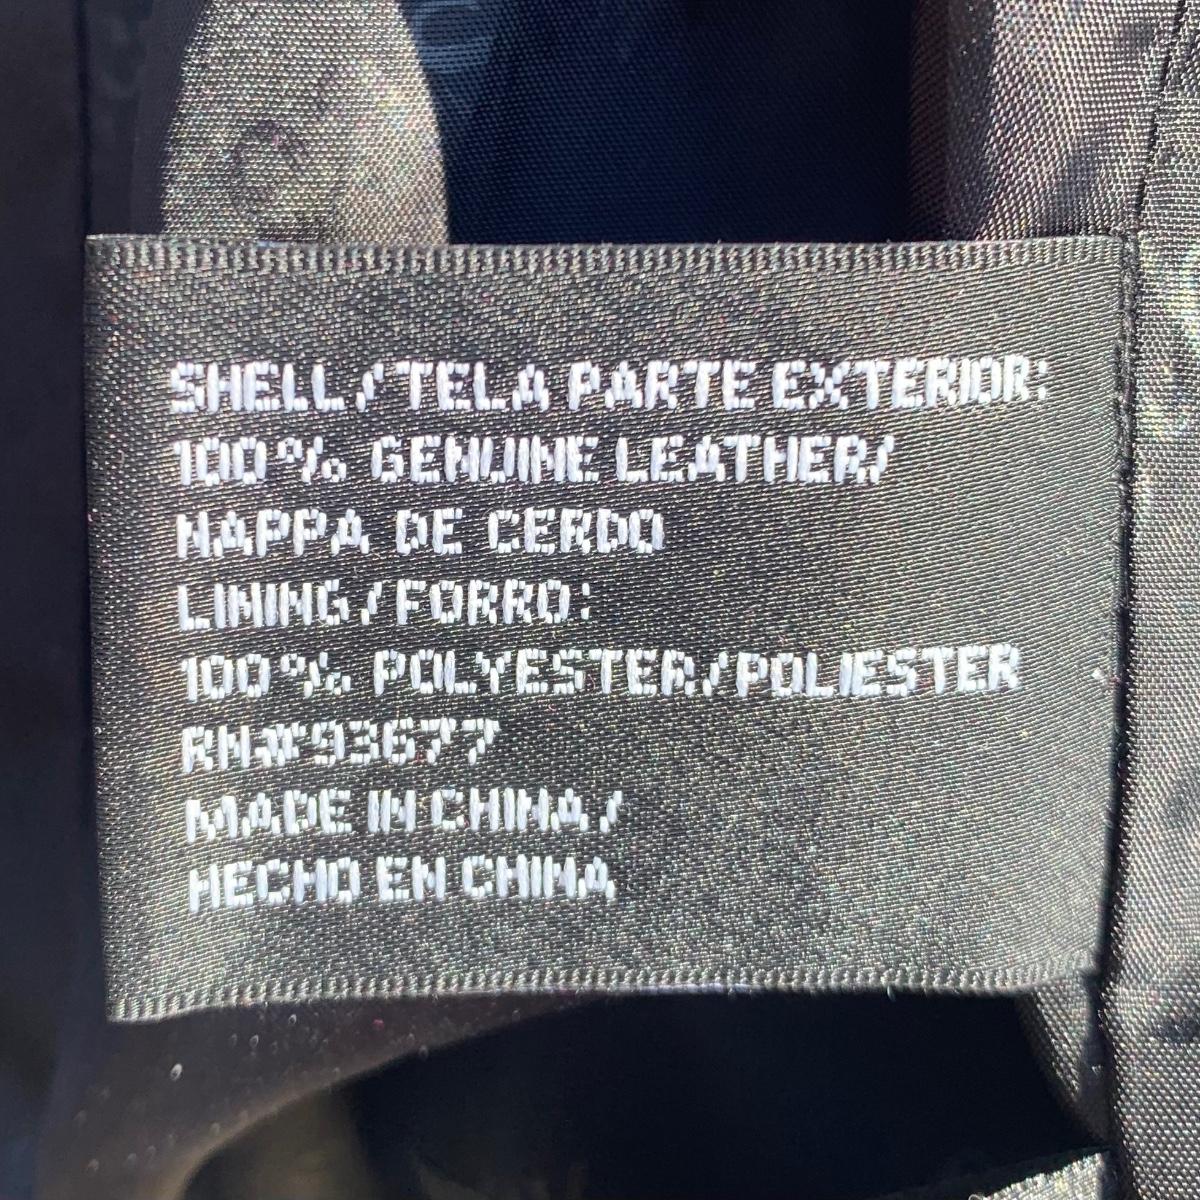 SHELL/TELA PARTE EXTERIOR:
100% GENUINE LEATHER/
NAPPA DE CERDO
LINING/FORRO:
100% POLYESTER/POLIESTER
RN#93677
MADE IN CHINA/
HECHO EN CHINA